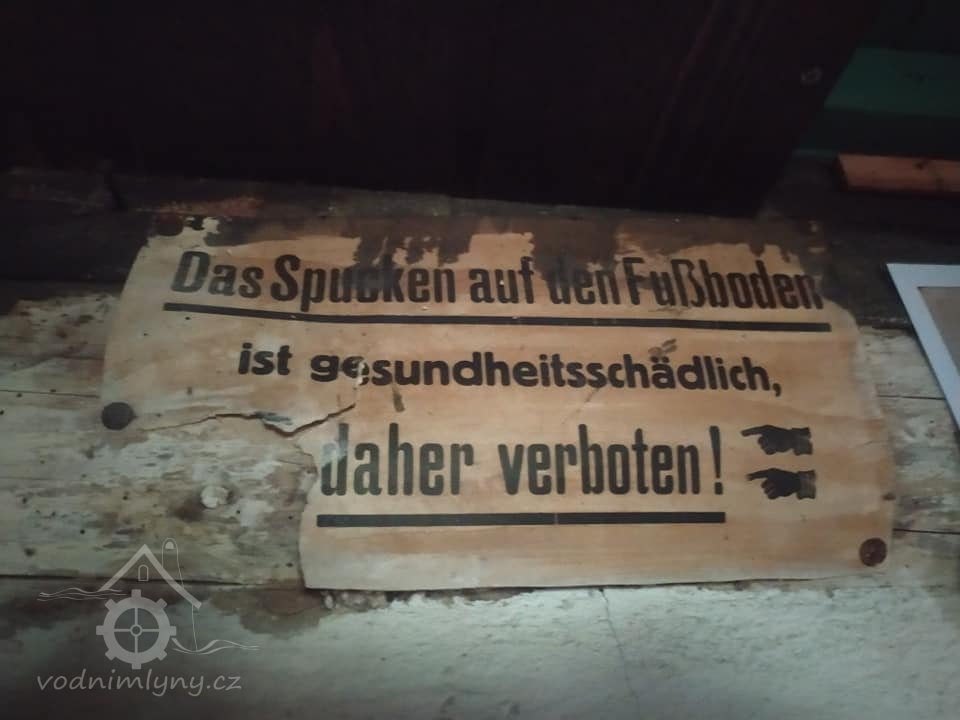 Das Spucken auf den Fußboden
ist gesundheitsschädlich,
daher verboten!
vodnimlyny.cz